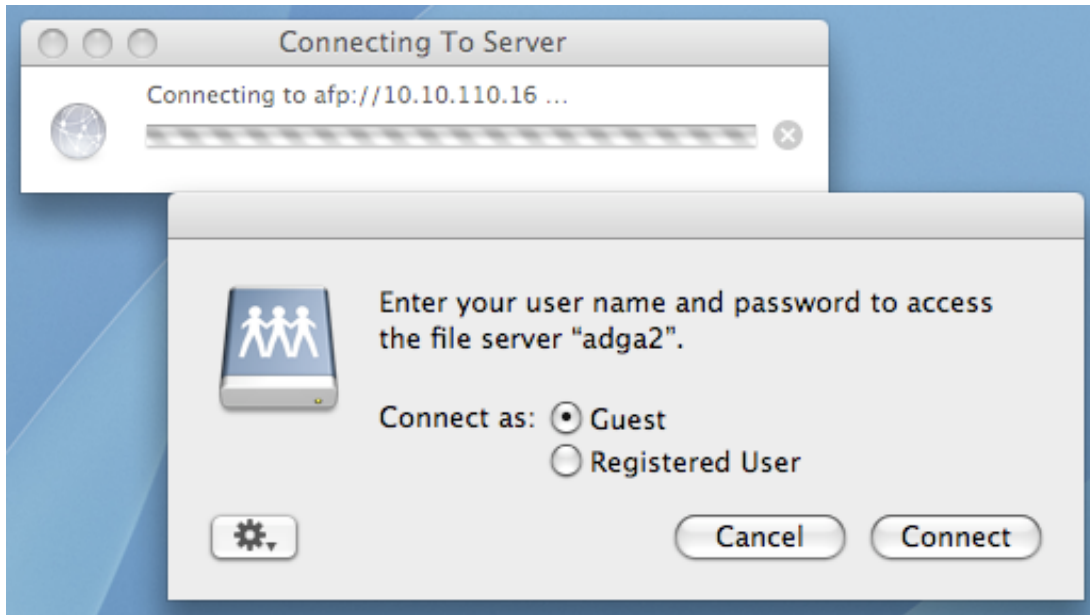 Connecting To Server
Connecting to afp://10.10.110.16 ...
Enter your user name and password to access
the file server “adga2”.
Connect as: Guest
Registered User
Cancel Connect